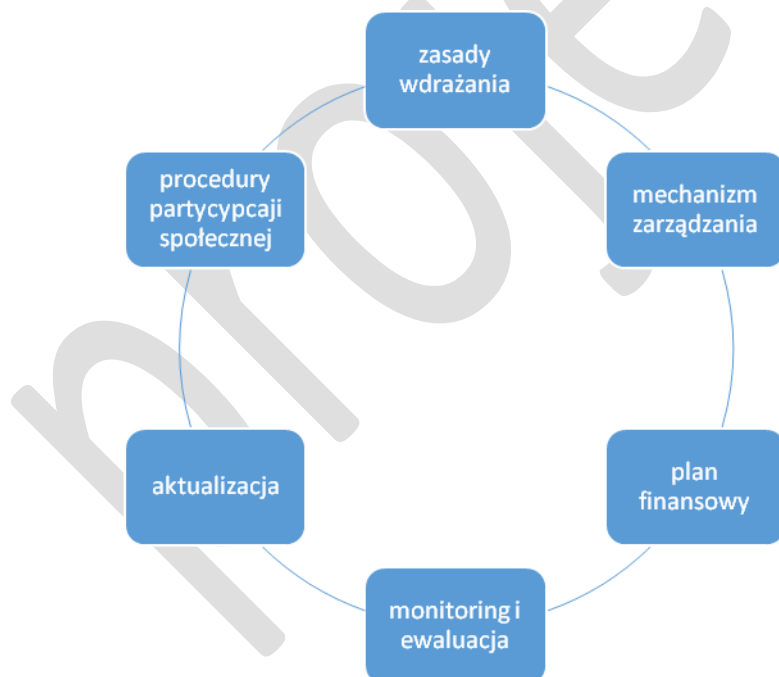 zasady
wdrażania
mechanizm
zarządzania
plan
finansowy
monitoring i
ewaluacja
aktualizacja
procedury
partycypcaji
społecznej